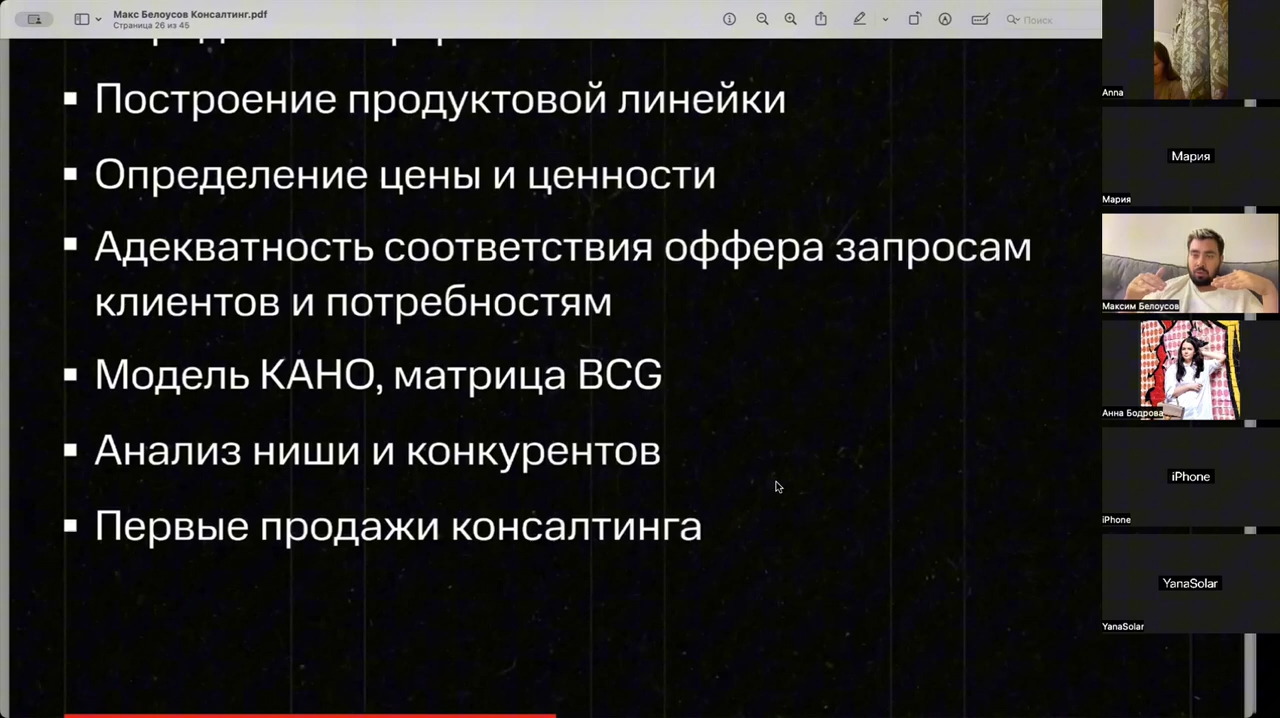 Макс Белоусов Консалтинг.pdf
Страница 26 из 45
Поиск
Построение продуктовой линейки
Определение цены и ценности
Адекватность соответствия оффера запросам
клиентов и потребностям
Модель КАНО, матрица BCG
Анализ ниши и конкурентов
Первые продажи консалтинга
Anna
Мария
Мария
Максим Белоусов
Анна Бодрова
iPhone
iPhone
YanaSolar
YanaSolar